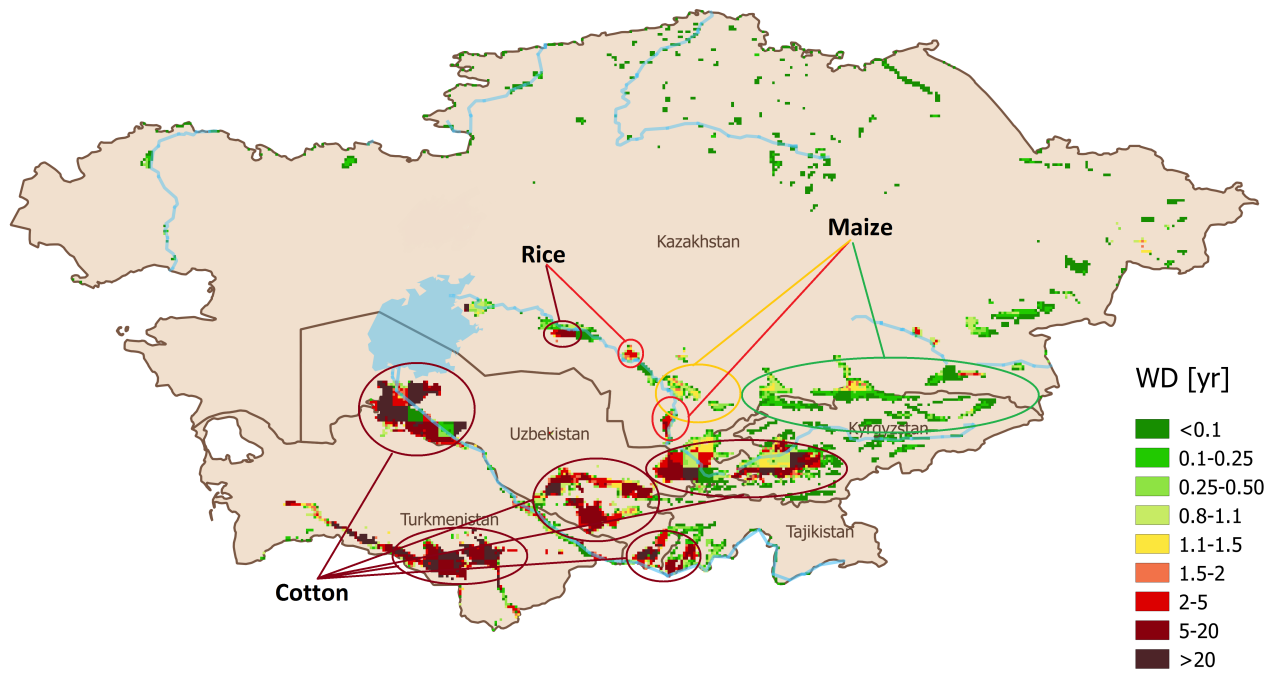 Maize
Kazakhstan
Rice
WD [yr]
<0.1
0.1-0.25
0.25-0.50
0.8-1.1
1.1-1.5
1.5-2
2-5
5-20
>20
Kyrgyzstan
Uzbekistan
Turkmenistan
Tajikistan
Cotton